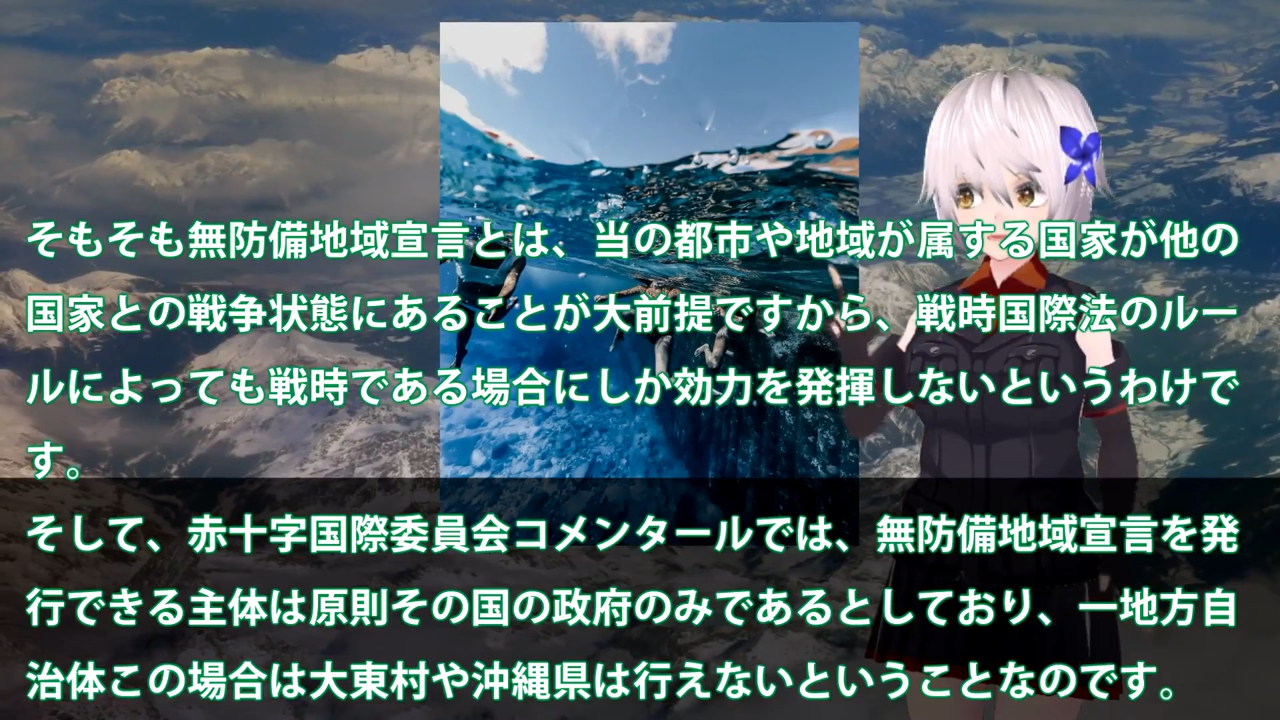 そもそも無防備地域宣言とは、当の都市や地域が属する国家が他の
国家との戦争状態にあることが大前提ですから、戦時国際法のルー
ルによっても戦時である場合にしか効力を発揮しないというわけで
す。
そして、赤十字国際委員会コメンタールでは、無防備地域宣言を発
行できる主体は原則その国の政府のみであるとしており、一地方自
治体この場合は大東村や沖縄県は行えないということなのです。